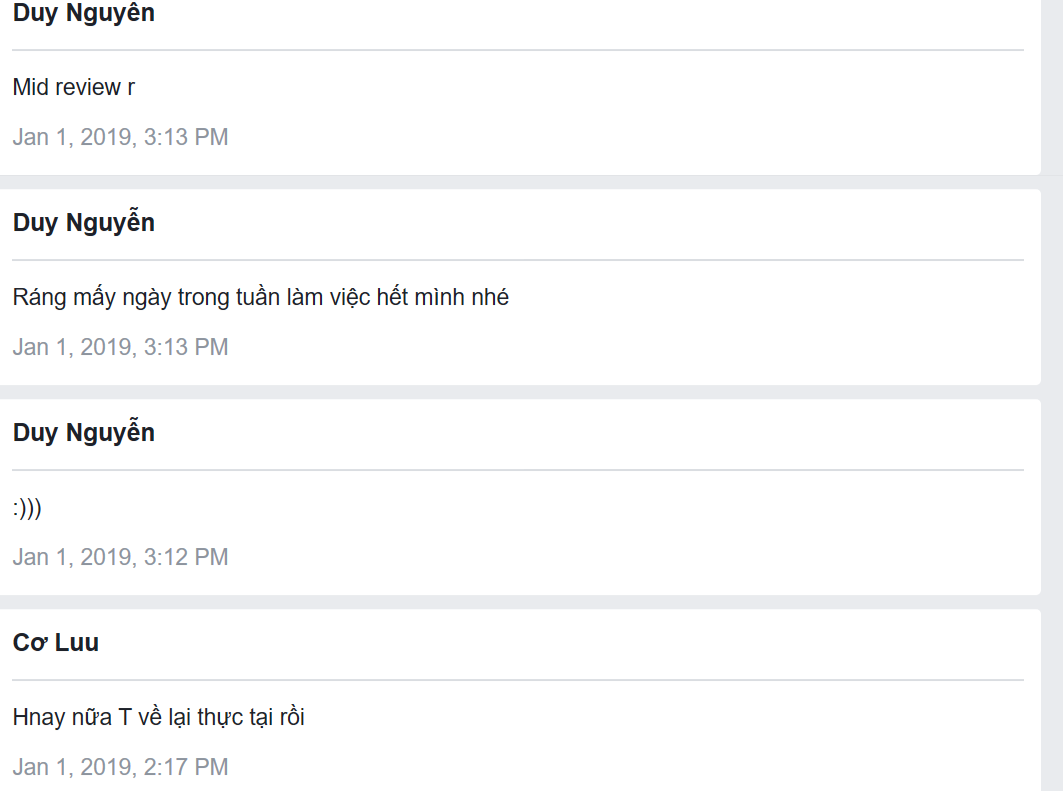 Duy Nguyễn
Mid review r
Jan 1, 2019, 3:13 PM
Duy Nguyễn
Ráng mấy ngày trong tuần làm việc hết mình nhé
Jan 1, 2019, 3:13 PM
Duy Nguyễn
:)))
Jan 1, 2019, 3:12 PM
Cơ Luu
Hnay nữa T về lại thực tại rồi
Jan 1, 2019, 2:17 PM